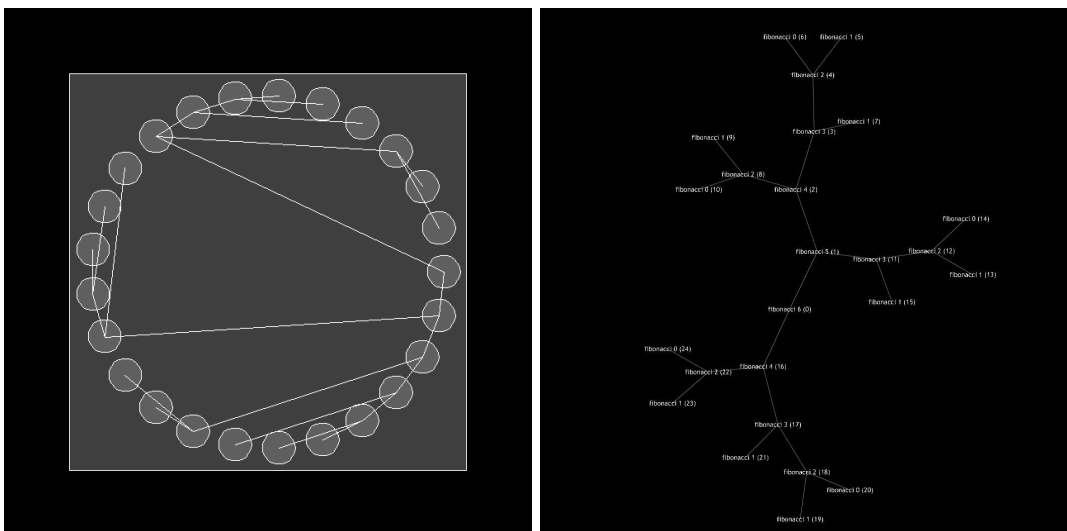 fibonacci 0 (6)
fibonacci 1 (5)
fibonacci 2 (4)
fibonacci 1 (7)
fibonacci 3 (3)
fibonacci 1 (9)
fibonacci 2 (8)
fibonacci 0 (10)
fibonacci 4 (2)
fibonacci 0 (14)
fibonacci 5 (1)
fibonacci 2 (12)
fibonacci 3 (11)
fibonacci 1 (13)
fibonacci 1 (15)
fibonacci 6 (0)
fibonacci 0 (24)
fibonacci 4 (16)
fibonacci 2 (22)
fibonacci 1 (23)
fibonacci 3 (17)
fibonacci 1 (21)
fibonacci 2 (18)
fibonacci 0 (20)
fibonacci 1 (19)